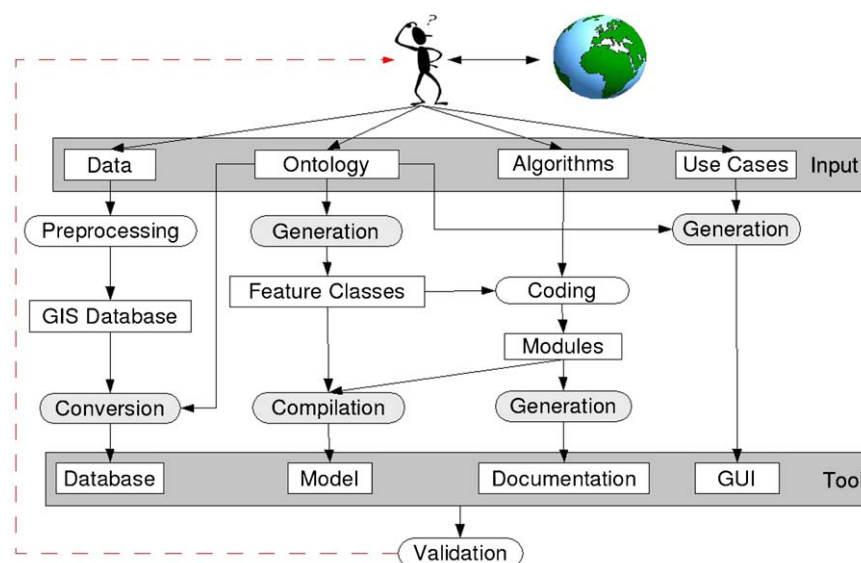 ?
Data
Ontology
Algorithms
Use Cases
Input
Preprocessing
Generation
Generation
Feature Classes
Coding
GIS Database
Modules
Conversion
Compilation
Generation
Database
Model
Documentation
GUI
Tool
Validation